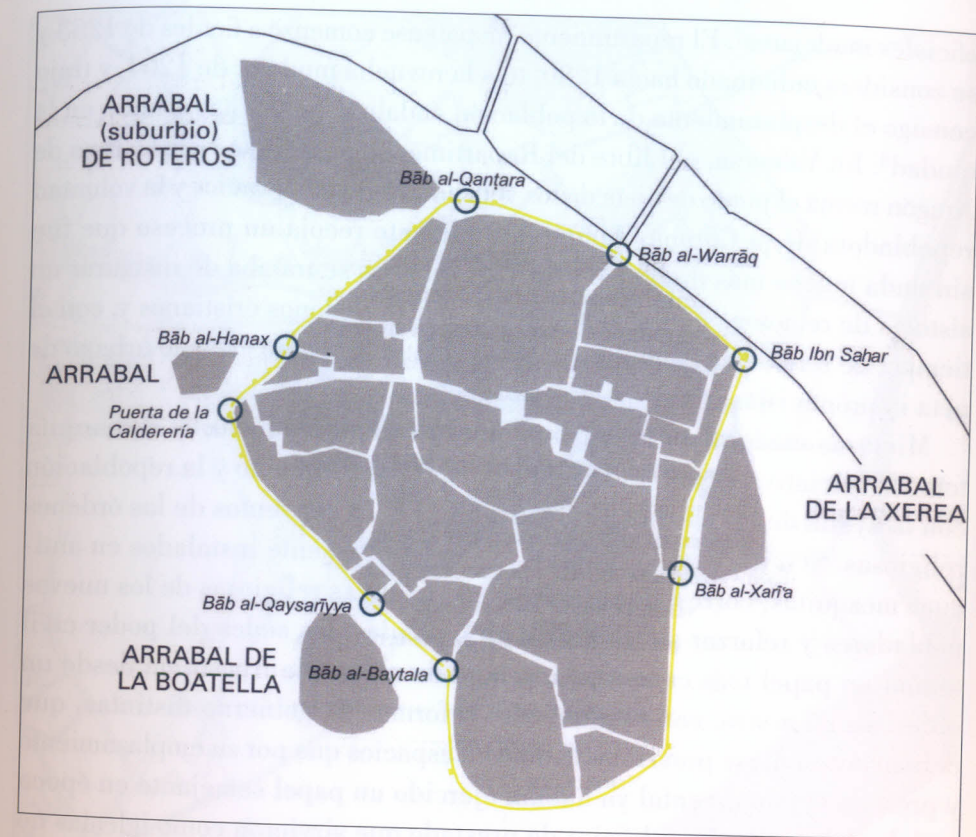 ARRABAL
(suburbio)
DE ROTEROS
Bāb al-Qanṭara
Bāb al-Warrāq
Bāb al-Hanax
Bāb Ibn Saḥar
ARRABAL
Puerta de la
Calderería
ARRABAL
DE LA XEREA
Bāb al-Xarī'a
Bāb al-Qaysarīyya
ARRABAL DE
LA BOATELLA
Bāb al-Baytala